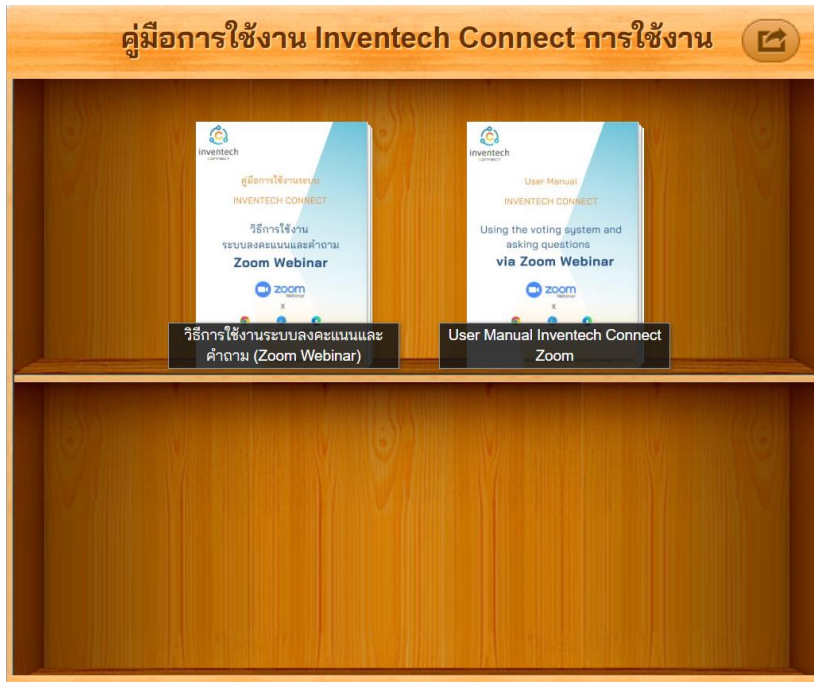 คู่มือการใช้งาน Inventech Connect การใช้งาน
inventech
CONNECT
คู่มือการใช้งานระบบ
INVENTECH CONNECT
วิธีการใช้งาน
ระบบลงคะแนนและคำถาม
Zoom Webinar
zoom
Webinar
x
วิธีการใช้งานระบบลงคะแนนและ
คำถาม (Zoom Webinar)
inventech
CONNECT
User Manual
INVENTECH CONNECT
Using the voting system and
asking questions
via Zoom Webinar
zoom
Webinar
x
User Manual Inventech Connect
Zoom